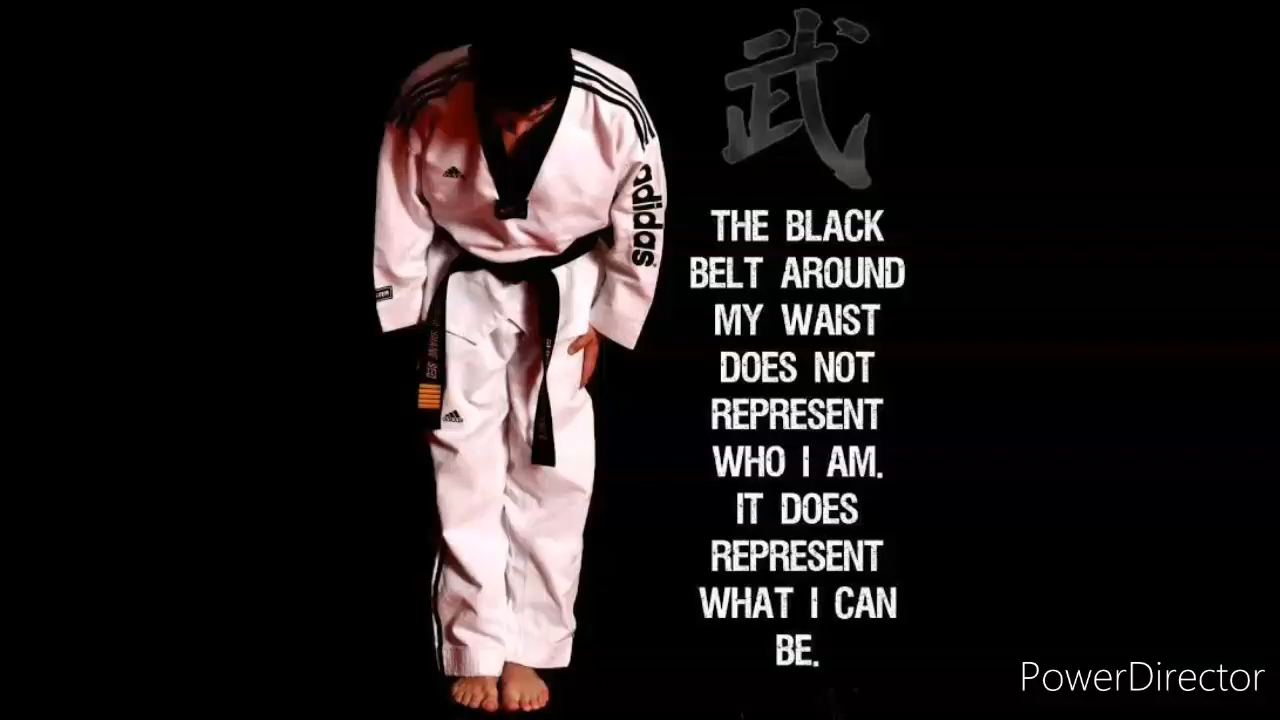 武
adidas
THE BLACK
BELT AROUND
MY WAIST
DOES NOT
REPRESENT
WHO I AM.
IT DOES
REPRESENT
WHAT I CAN
BE.
PowerDirector